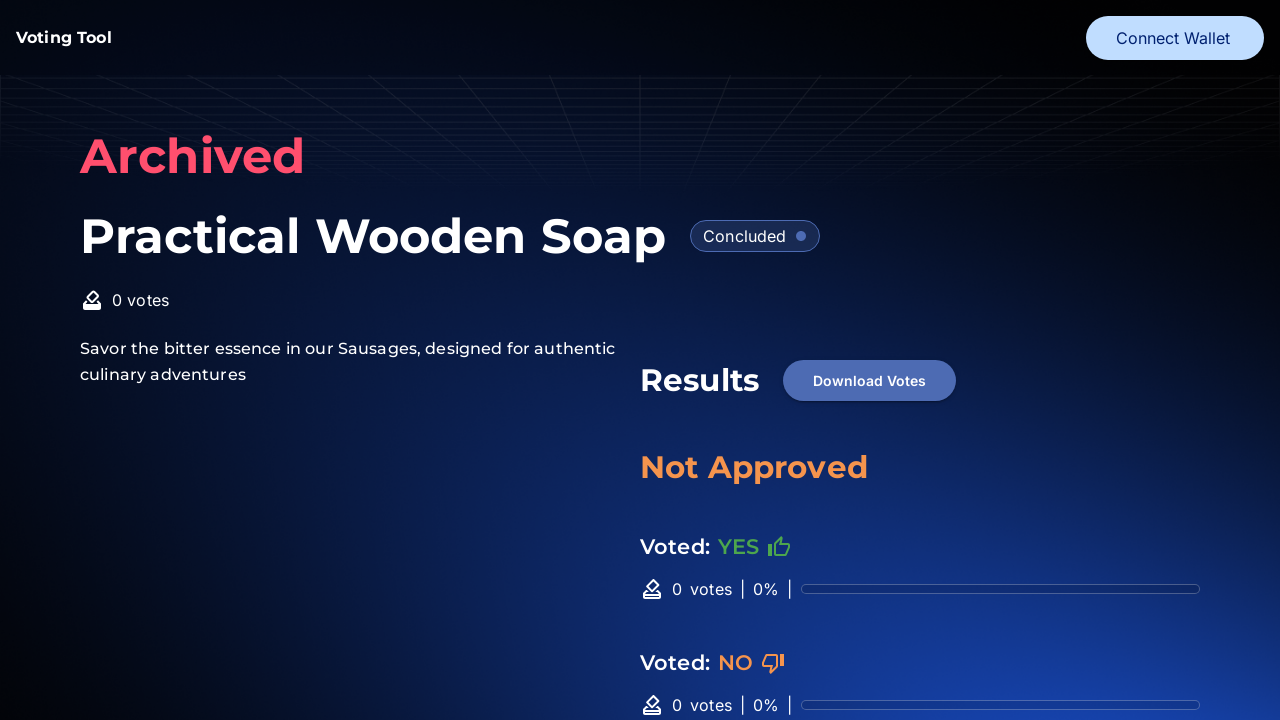 Voting Tool
Connect Wallet
Archived
Practical Wooden Soap
Concluded
0 votes
Savor the bitter essence in our Sausages, designed for authentic
culinary adventures
Results
Download Votes
Not Approved
Voted: YES
0 votes | 0% |
Voted: NO
0 votes | 0% |